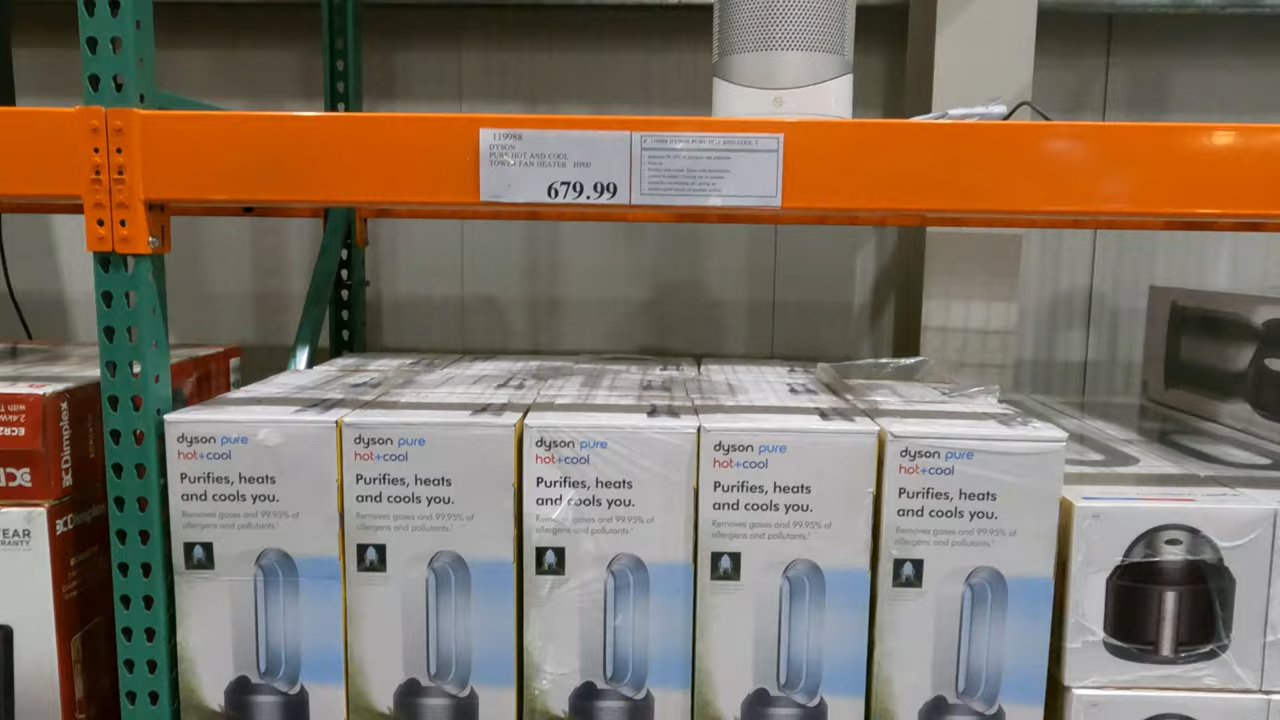 119988
DYSON
PURE HOT AND COOL
TOWER FAN HEATER HP00
679.99
dyson pure
hot+cool
Purifies, heats
and cools you.
Removes gases and 99.95% of
allergens and pollutants.
dyson pure
hot+cool
Purifies, heats
and cools you.
Removes gases and 99.95% of
allergens and pollutants.
dyson pure
hot+cool
Purifies, heats
and cools you.
Removes gases and 99.95% of
allergens and pollutants.
dyson pure
hot+cool
Purifies, heats
and cools you.
Removes gases and 99.95% of
allergens and pollutants.
dyson pure
hot+cool
Purifies, heats
and cools you.
Removes gases and 99.95% of
allergens and pollutants.
Dimplex
YEAR